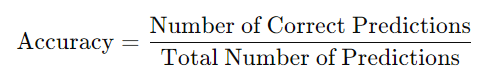 Accuracy = Number of Correct Predictions / Total Number of Predictions